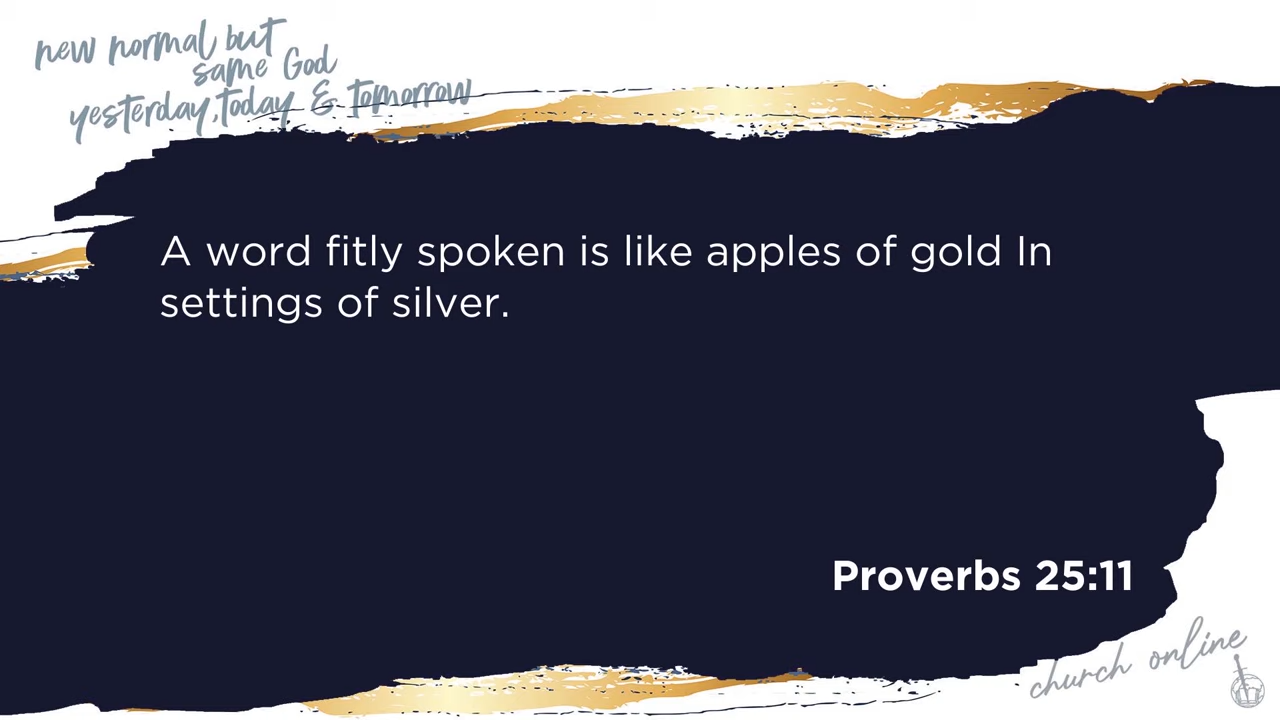 new normal but
same God
yesterday, today & tomorrow
A word fitly spoken is like apples of gold In
settings of silver.
Proverbs 25:11
church online